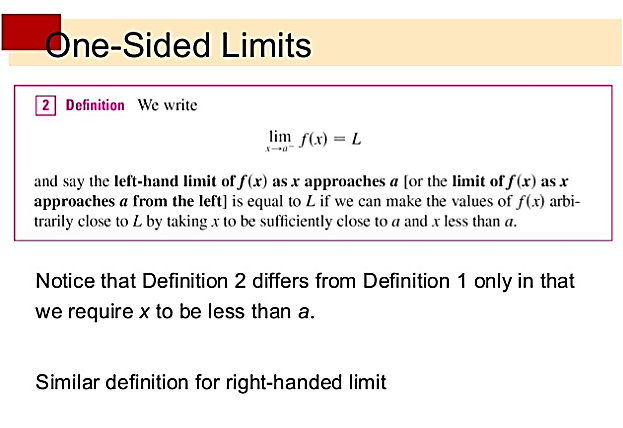 One-Sided Limits
2 Definition We write
lim f(x) = L
x→a⁻
and say the left-hand limit of f(x) as x approaches a [or the limit of f(x) as x
approaches a from the left] is equal to L if we can make the values of f(x) arbi-
trarily close to L by taking x to be sufficiently close to a and x less than a.
Notice that Definition 2 differs from Definition 1 only in that
we require x to be less than a.
Similar definition for right-handed limit